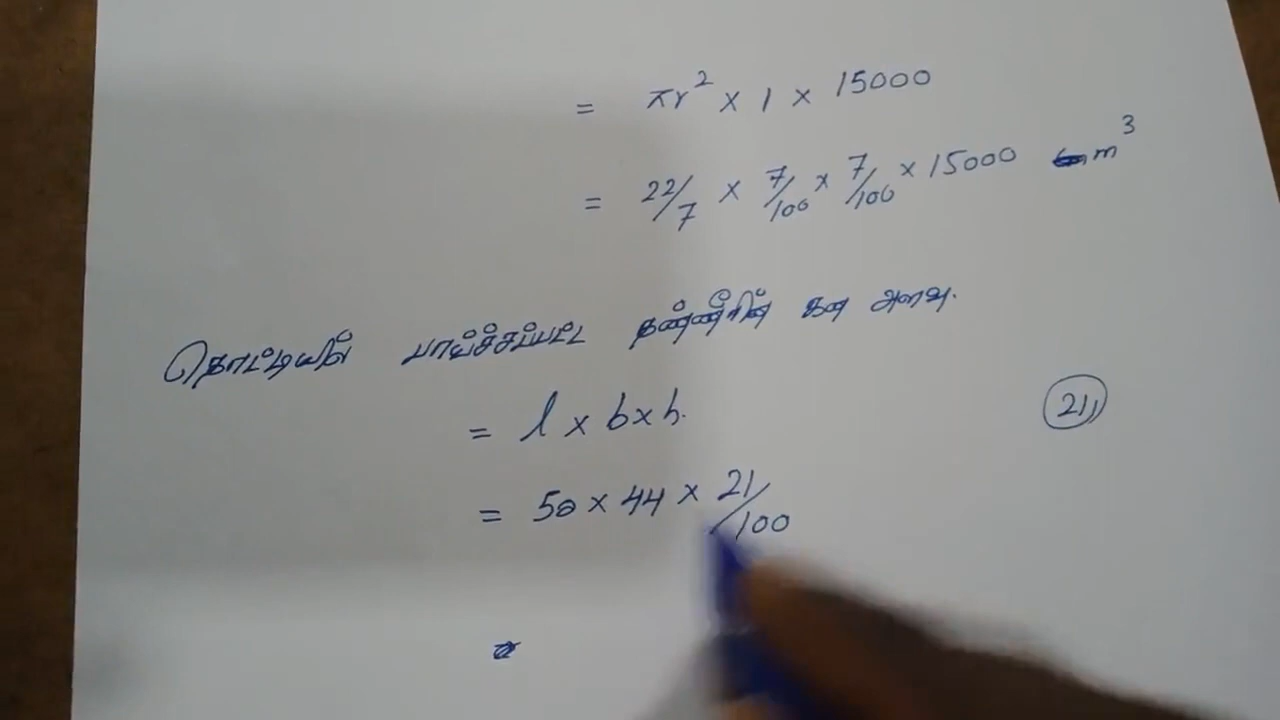 = πr² × 1 × 15000
= 22/7 × 7/100 × 7/100 × 15000 m³
தொட்டியில் பாய்ச்சப்பட்ட தண்ணீரின் கன அளவு.
= l × b × h.
21
= 50 × 44 × 21/100